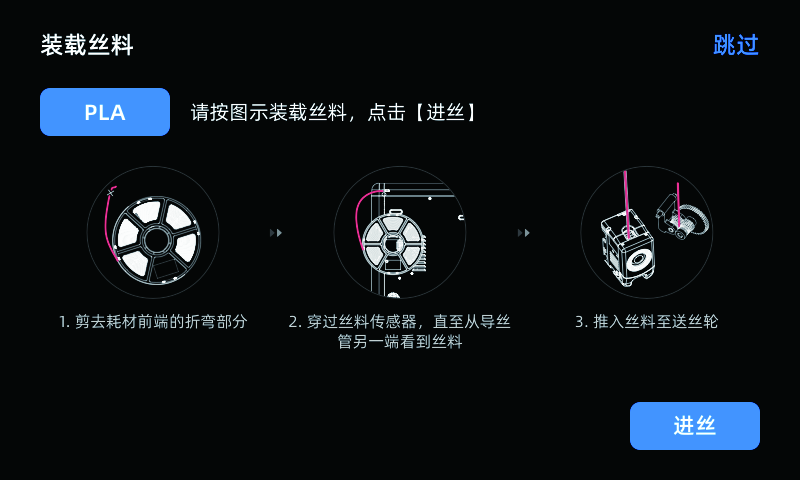 装载丝料
跳过
PLA
请按图示装载丝料，点击【进丝】
1. 剪去耗材前端的折弯部分
2. 穿过丝料传感器，直至从导丝
管另一端看到丝料
3. 推入丝料至送丝轮
进丝